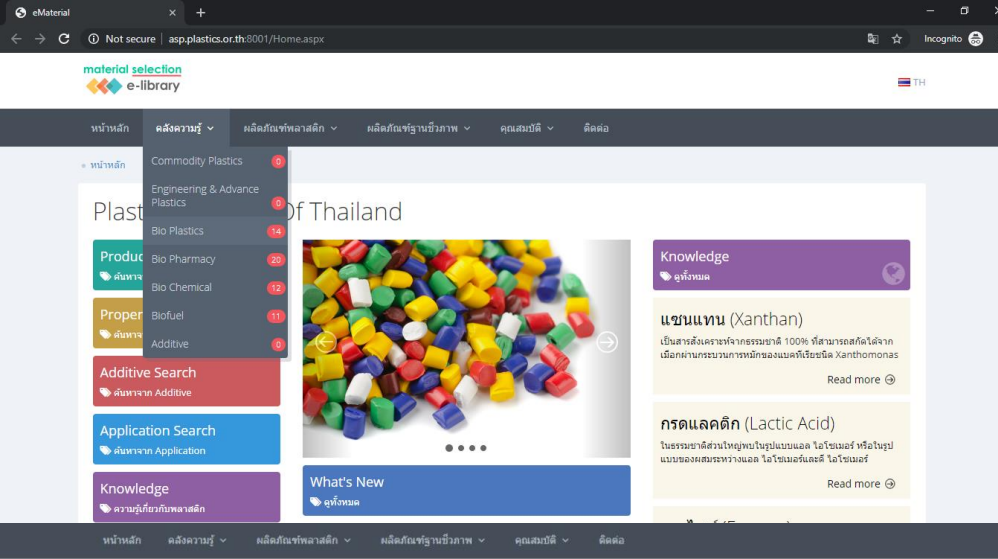 eMaterial
Not secure | asp.plastics.or.th:8001/Home.aspx
Incognito
material selection
e-library
TH
หน้าหลัก คลังความรู้ ผลิตภัณฑ์พลาสติก ผลิตภัณฑ์ฐานชีวภาพ คุณสมบัติ ติดต่อ
หน้าหลัก
Commodity Plastics 0
Engineering & Advance
Plastics 0
Bio Plastics 14
Bio Pharmacy 20
Bio Chemical 12
Biofuel 11
Additive 0
Of Thailand
Additive Search
ค้นหาจาก Additive
Application Search
ค้นหาจาก Application
Knowledge
ความรู้เกี่ยวกับพลาสติก
What's New
ดูทั้งหมด
Knowledge
ดูทั้งหมด
แซนแทน (Xanthan)
เป็นสารสังเคราะห์จากธรรมชาติ 100% ที่สามารถสกัดได้จาก
เมือกผ่านกระบวนการหมักของแบคทีเรียชนิด Xanthomonas
Read more
กรดแลคติก (Lactic Acid)
ในธรรมชาติส่วนใหญ่พบในรูปแบบแอล ไอโซเมอร์ หรือในรูป
แบบของผสมระหว่างแอล ไอโซเมอร์และดี ไอโซเมอร์
Read more
หน้าหลัก คลังความรู้ ผลิตภัณฑ์พลาสติก ผลิตภัณฑ์ฐานชีวภาพ คุณสมบัติ ติดต่อ